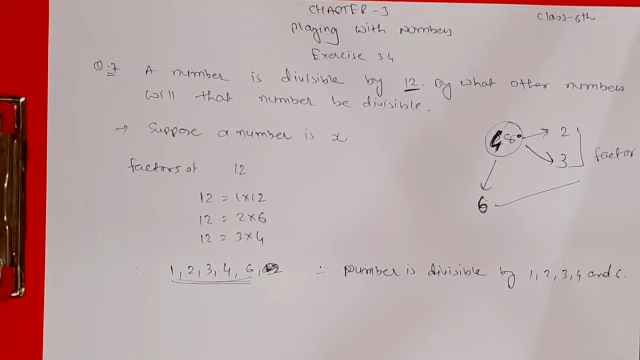 CHAPTER-3
class-6th
Playing with numbers
Exercise 3.4
Q-7 A number is divisible by 12. By what other numbers
will that number be divisible.
→ Suppose a number is x.
factors of 12
12 = 1×12
12 = 2×6
12 = 3×4
∴ 1, 2, 3, 4, 6, ∴ Number is divisible by 1, 2, 3, 4 and 6.
48
2
3
factor
6